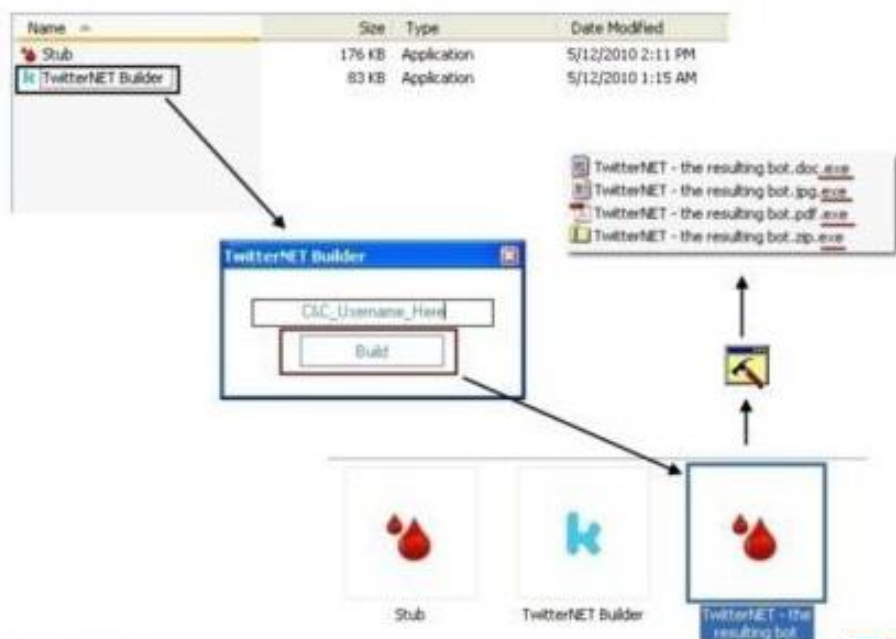 Name Size Type Date Modified
Stub 176 KB Application 5/12/2010 2:11 PM
TwitterNET Builder 83 KB Application 5/12/2010 1:15 AM
TwitterNET - the resulting bot.doc.exe
TwitterNET - the resulting bot.jpg.exe
TwitterNET - the resulting bot.pdf.exe
TwitterNET - the resulting bot.zip.exe
TwitterNET Builder
C&C_Username_Here
Build
k
Stub
TwitterNET Builder
TwitterNET - the
resulting bot